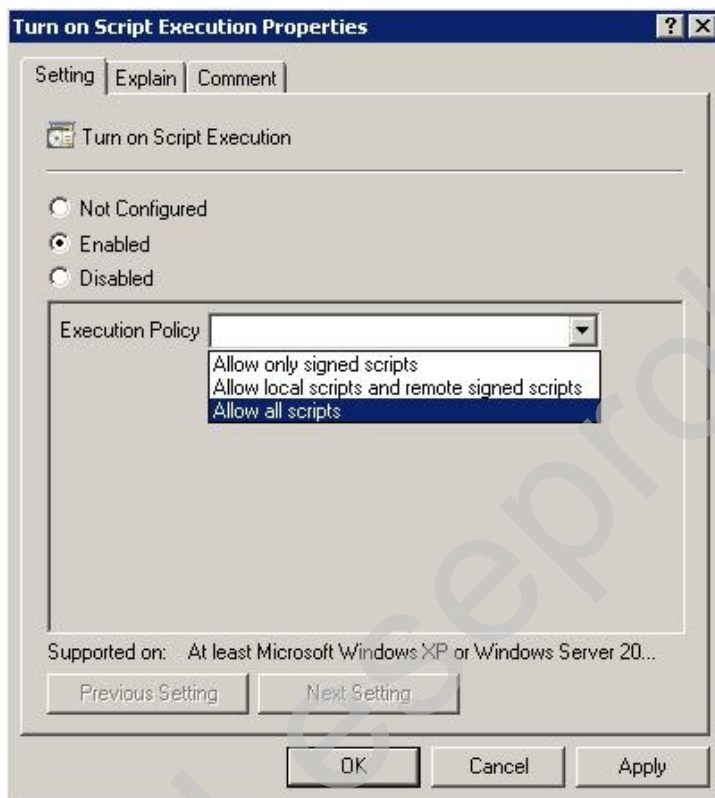 Turn on Script Execution Properties
Setting
Explain
Comment
Turn on Script Execution
Not Configured
Enabled
Disabled
Execution Policy
Allow only signed scripts
Allow local scripts and remote signed scripts
Allow all scripts
Supported on: At least Microsoft Windows XP or Windows Server 20...
Previous Setting
Next Setting
OK
Cancel
Apply